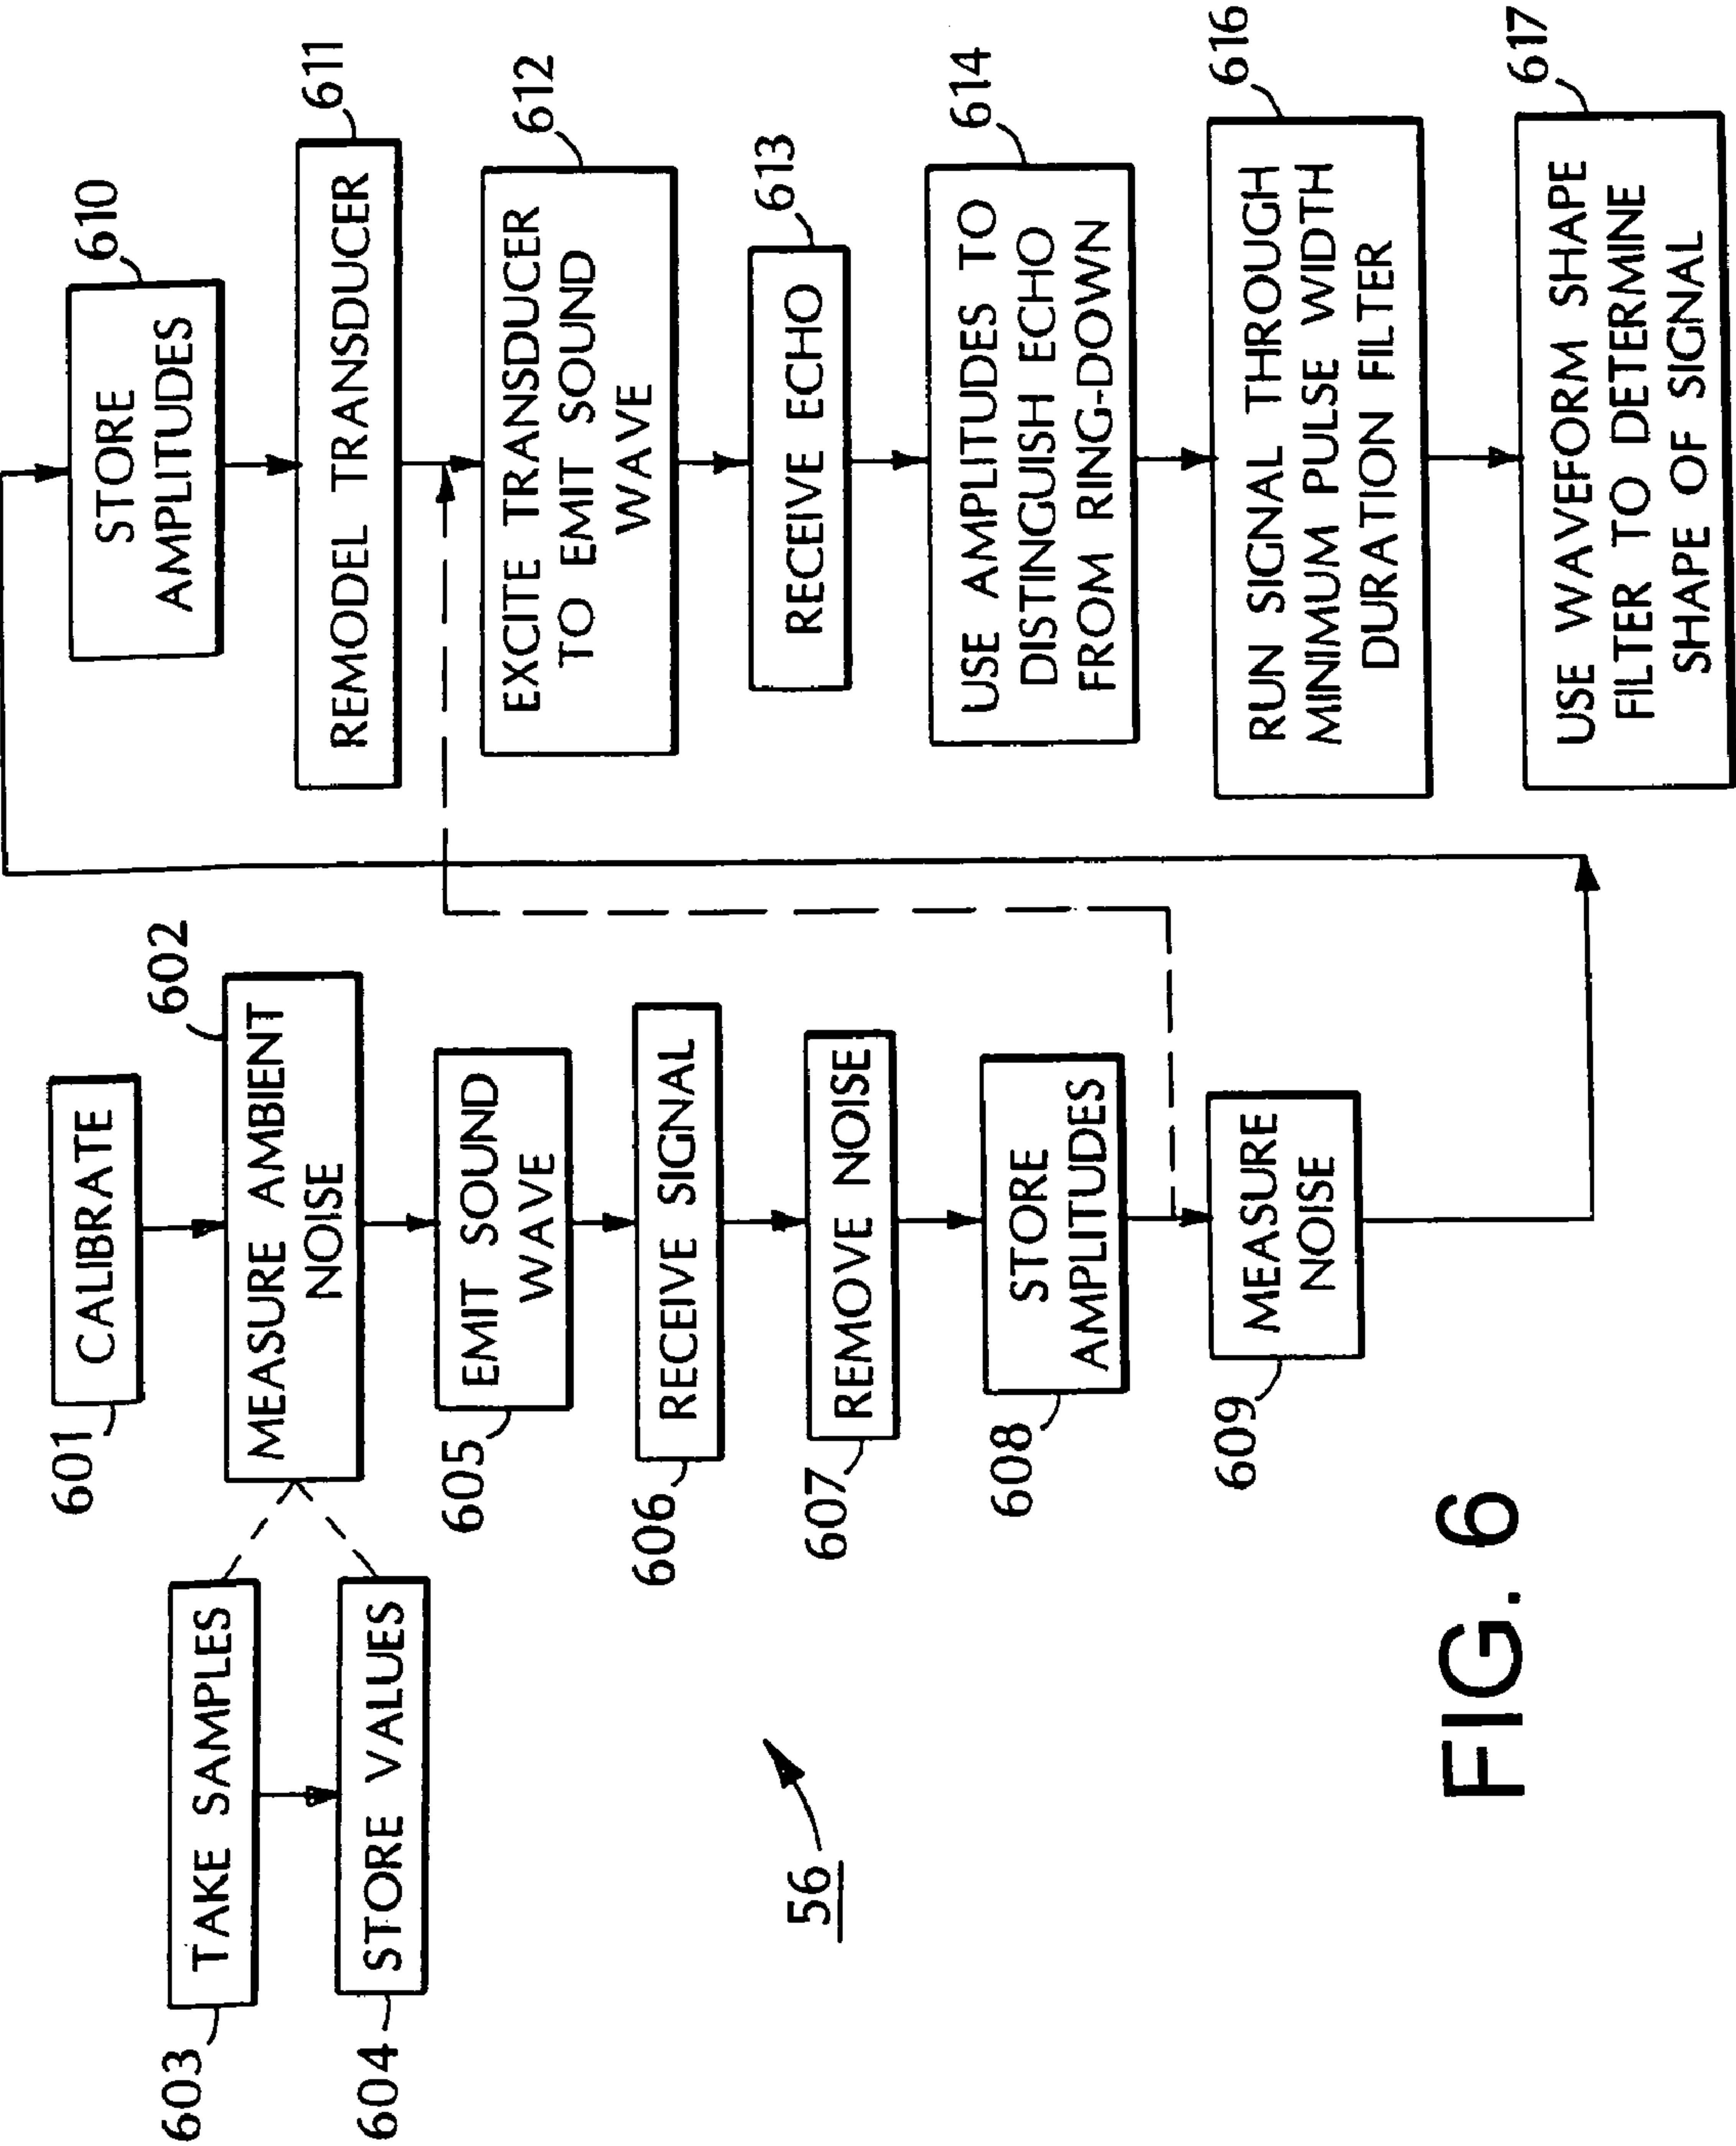 601
CALIBRATE
602
MEASURE AMBIENT
NOISE
603
TAKE SAMPLES
604
STORE VALUES
605
EMIT SOUND
WAVE
606
RECEIVE SIGNAL
607
REMOVE NOISE
608
STORE
AMPLITUDES
609
MEASURE
NOISE
610
STORE
AMPLITUDES
611
REMODEL TRANSDUCER
612
EXCITE TRANSDUCER
TO EMIT SOUND
WAVE
613
RECEIVE ECHO
614
USE AMPLITUDES TO
DISTINGUISH ECHO
FROM RING-DOWN
616
RUN SIGNAL THROUGH
MINIMUM PULSE WIDTH
DURATION FILTER
617
USE WAVEFORM SHAPE
FILTER TO DETERMINE
SHAPE OF SIGNAL
56
FIG. 6